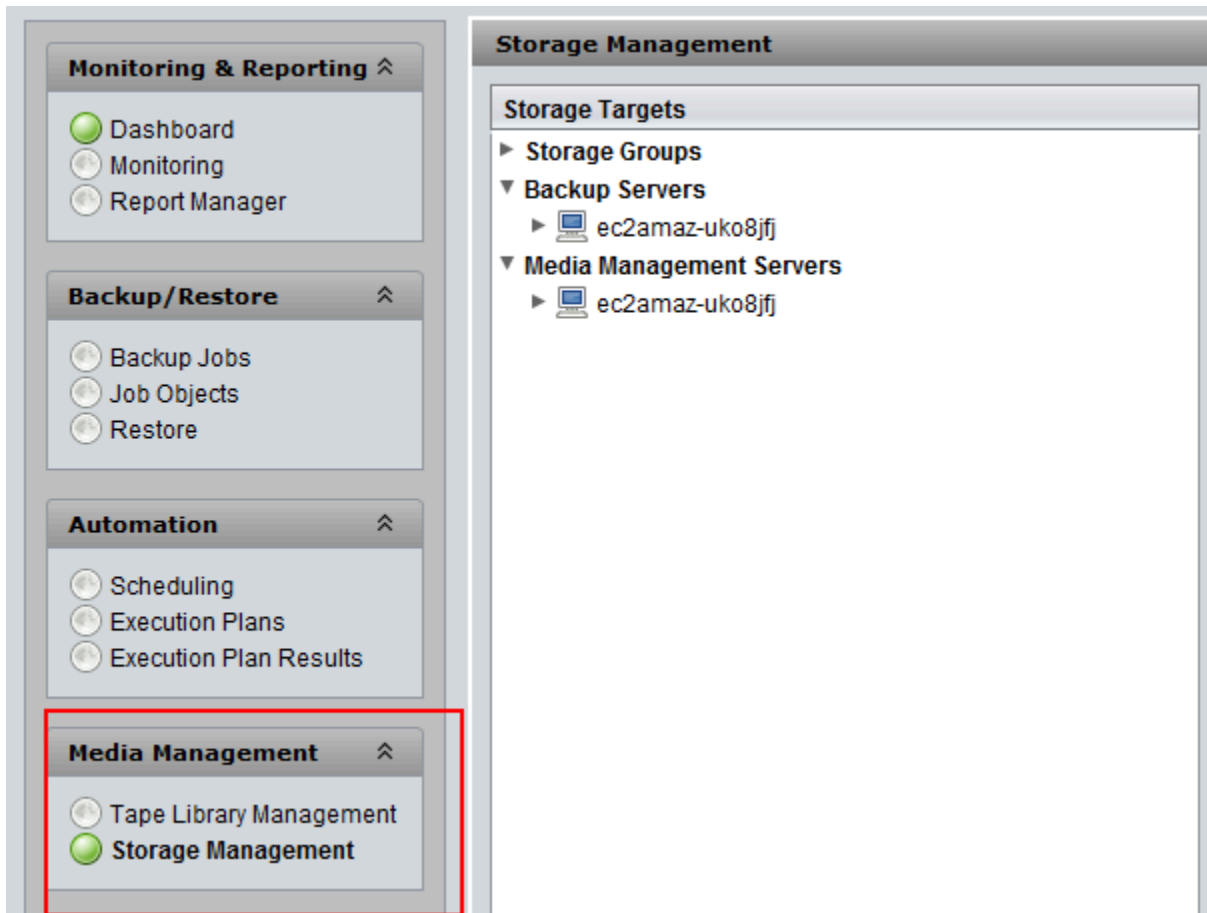 Monitoring & Reporting
Dashboard
Monitoring
Report Manager
Backup/Restore
Backup Jobs
Job Objects
Restore
Automation
Scheduling
Execution Plans
Execution Plan Results
Media Management
Tape Library Management
Storage Management
Storage Management
Storage Targets
Storage Groups
Backup Servers
ec2amaz-uko8jfj
Media Management Servers
ec2amaz-uko8jfj